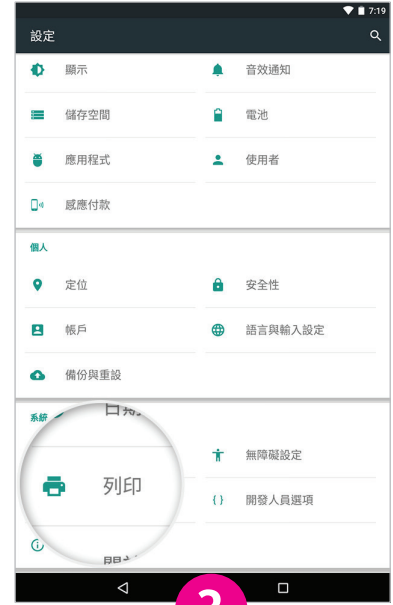 7:19
設定
顯示
音效通知
儲存空間
電池
應用程式
使用者
感應付款
個人
定位
安全性
帳戶
語言與輸入設定
備份與重設
系統
無障礙設定
列印
開發人員選項